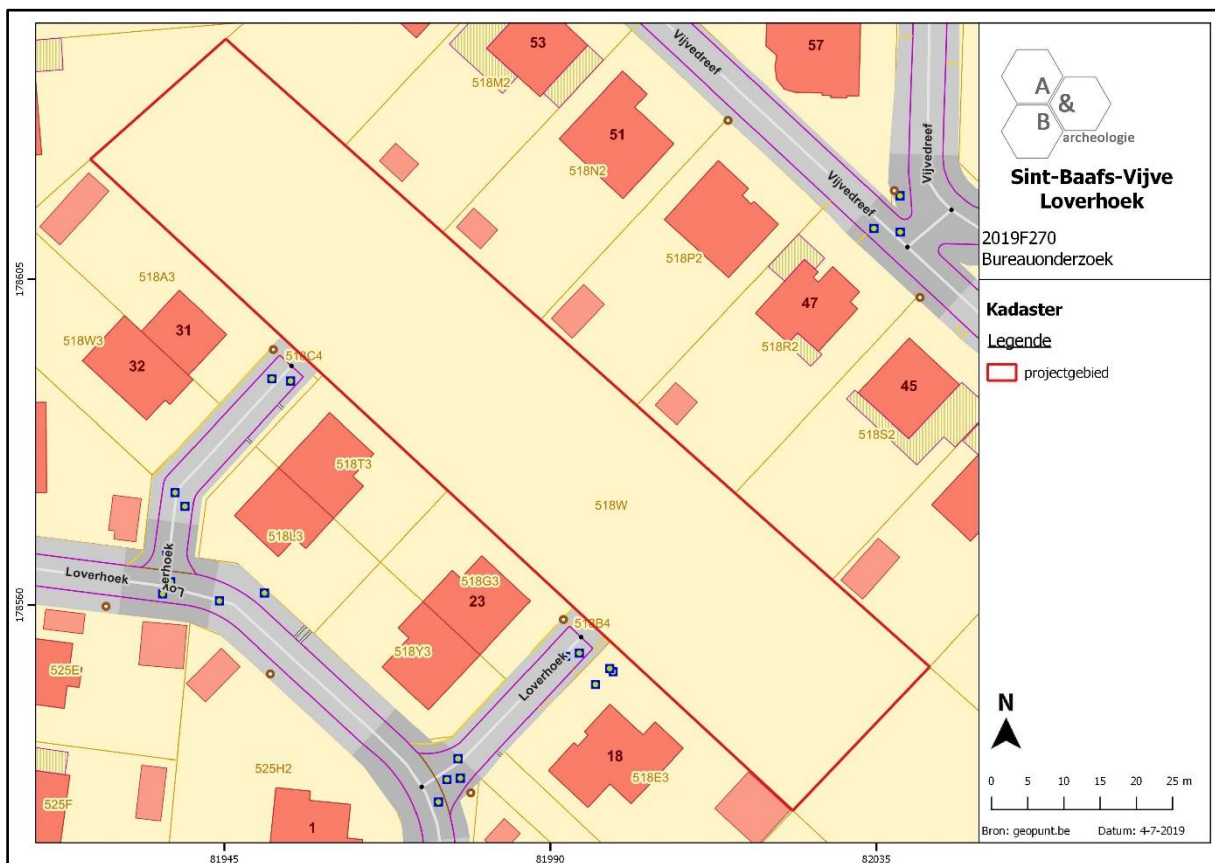 53
57
Vijvedreef
518M2
51
518N2
Vijvedreef
Vijvedreef
518P2
47
518R2
45
518S2
518A3
31
518W3
32
518C4
518T3
518L3
518W
Loverhoek
Loverhoek
Lo
518G3
23
518Y3
518B4
Loverhoek
18
518E3
525E
525H2
525F
1
178605
178560
81945
81990
82035
A
&
B
archeologie
Sint-Baafs-Vijve
Loverhoek
2019F270
Bureauonderzoek
Kadaster
Legende
projectgebied
N
0 5 10 15 20 25 m
Bron: geopunt.be Datum: 4-7-2019